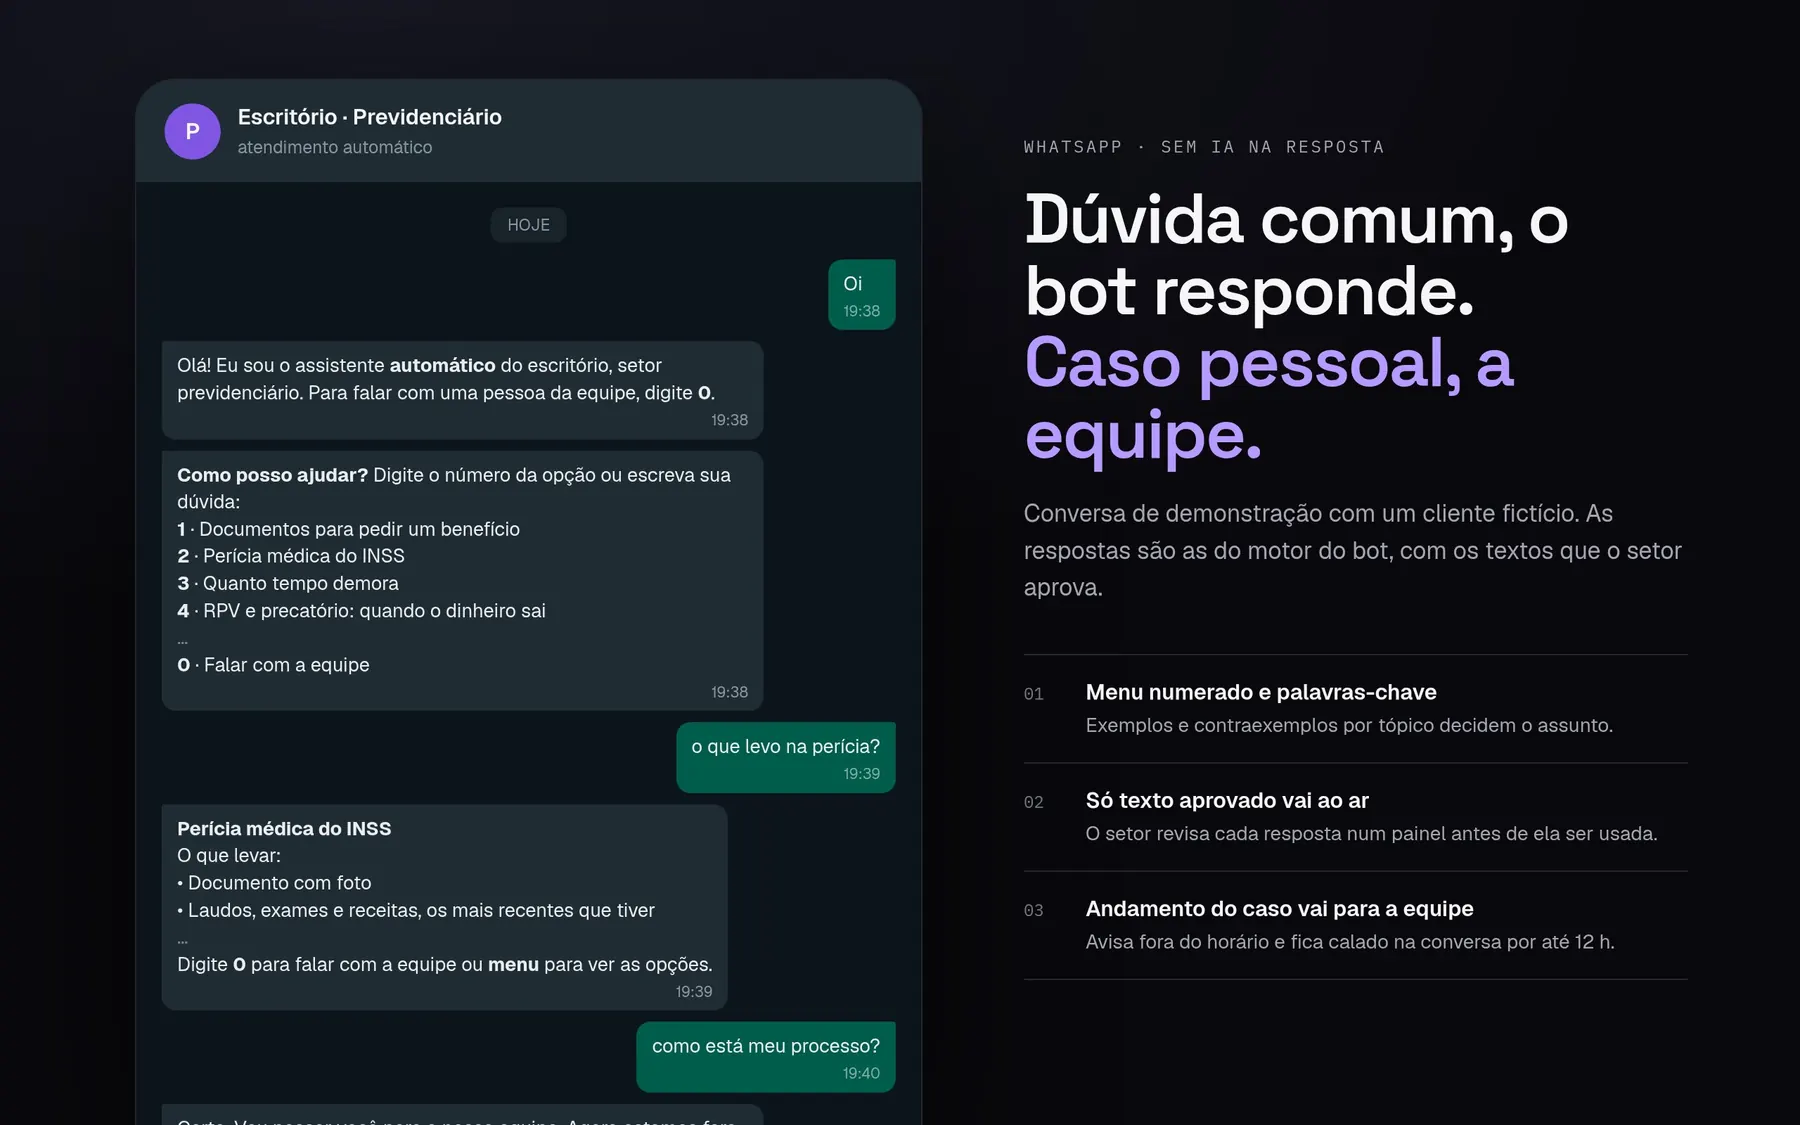 P
Escritório · Previdenciário
atendimento automático
HOJE
Oi
19:38
Olá! Eu sou o assistente automático do escritório, setor
previdenciário. Para falar com uma pessoa da equipe, digite 0.
19:38
Como posso ajudar? Digite o número da opção ou escreva sua
dúvida:
1 · Documentos para pedir um benefício
2 · Perícia médica do INSS
3 · Quanto tempo demora
4 · RPV e precatório: quando o dinheiro sai
...
0 · Falar com a equipe
19:38
o que levo na perícia?
19:39
Perícia médica do INSS
O que levar:
• Documento com foto
• Laudos, exames e receitas, os mais recentes que tiver
...
Digite 0 para falar com a equipe ou menu para ver as opções.
19:39
como está meu processo?
19:40
WHATSAPP · SEM IA NA RESPOSTA
Dúvida comum, o
bot responde.
Caso pessoal, a
equipe.
Conversa de demonstração com um cliente fictício. As
respostas são as do motor do bot, com os textos que o setor
aprova.
01
Menu numerado e palavras-chave
Exemplos e contraexemplos por tópico decidem o assunto.
02
Só texto aprovado vai ao ar
O setor revisa cada resposta num painel antes de ela ser usada.
03
Andamento do caso vai para a equipe
Avisa fora do horário e fica calado na conversa por até 12 h.